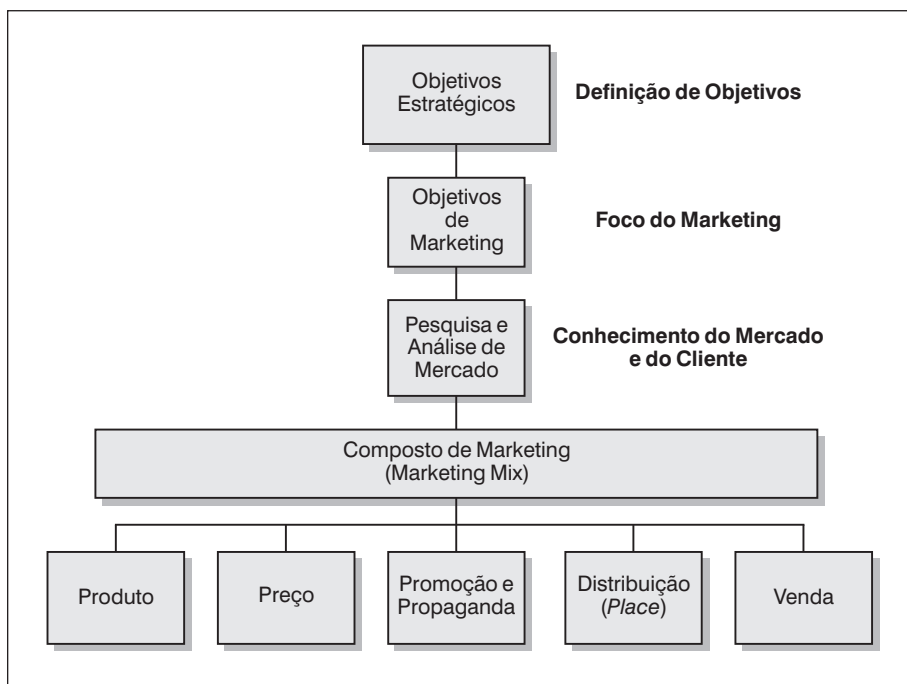 Objetivos
Estratégicos
Definição de Objetivos
Objetivos
de
Marketing
Foco do Marketing
Pesquisa e
Análise de
Mercado
Conhecimento do Mercado
e do Cliente
Composto de Marketing
(Marketing Mix)
Produto
Preço
Promoção e
Propaganda
Distribuição
(Place)
Venda